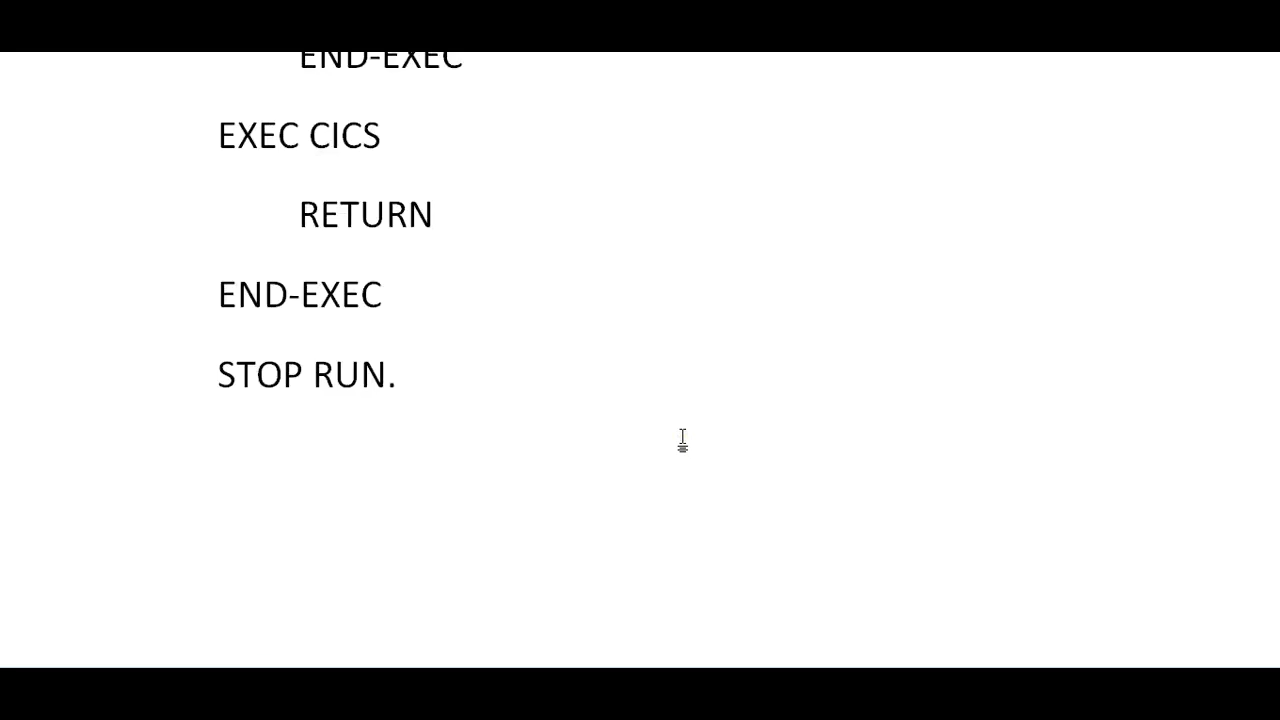 END-EXEC
EXEC CICS
RETURN
END-EXEC
STOP RUN.